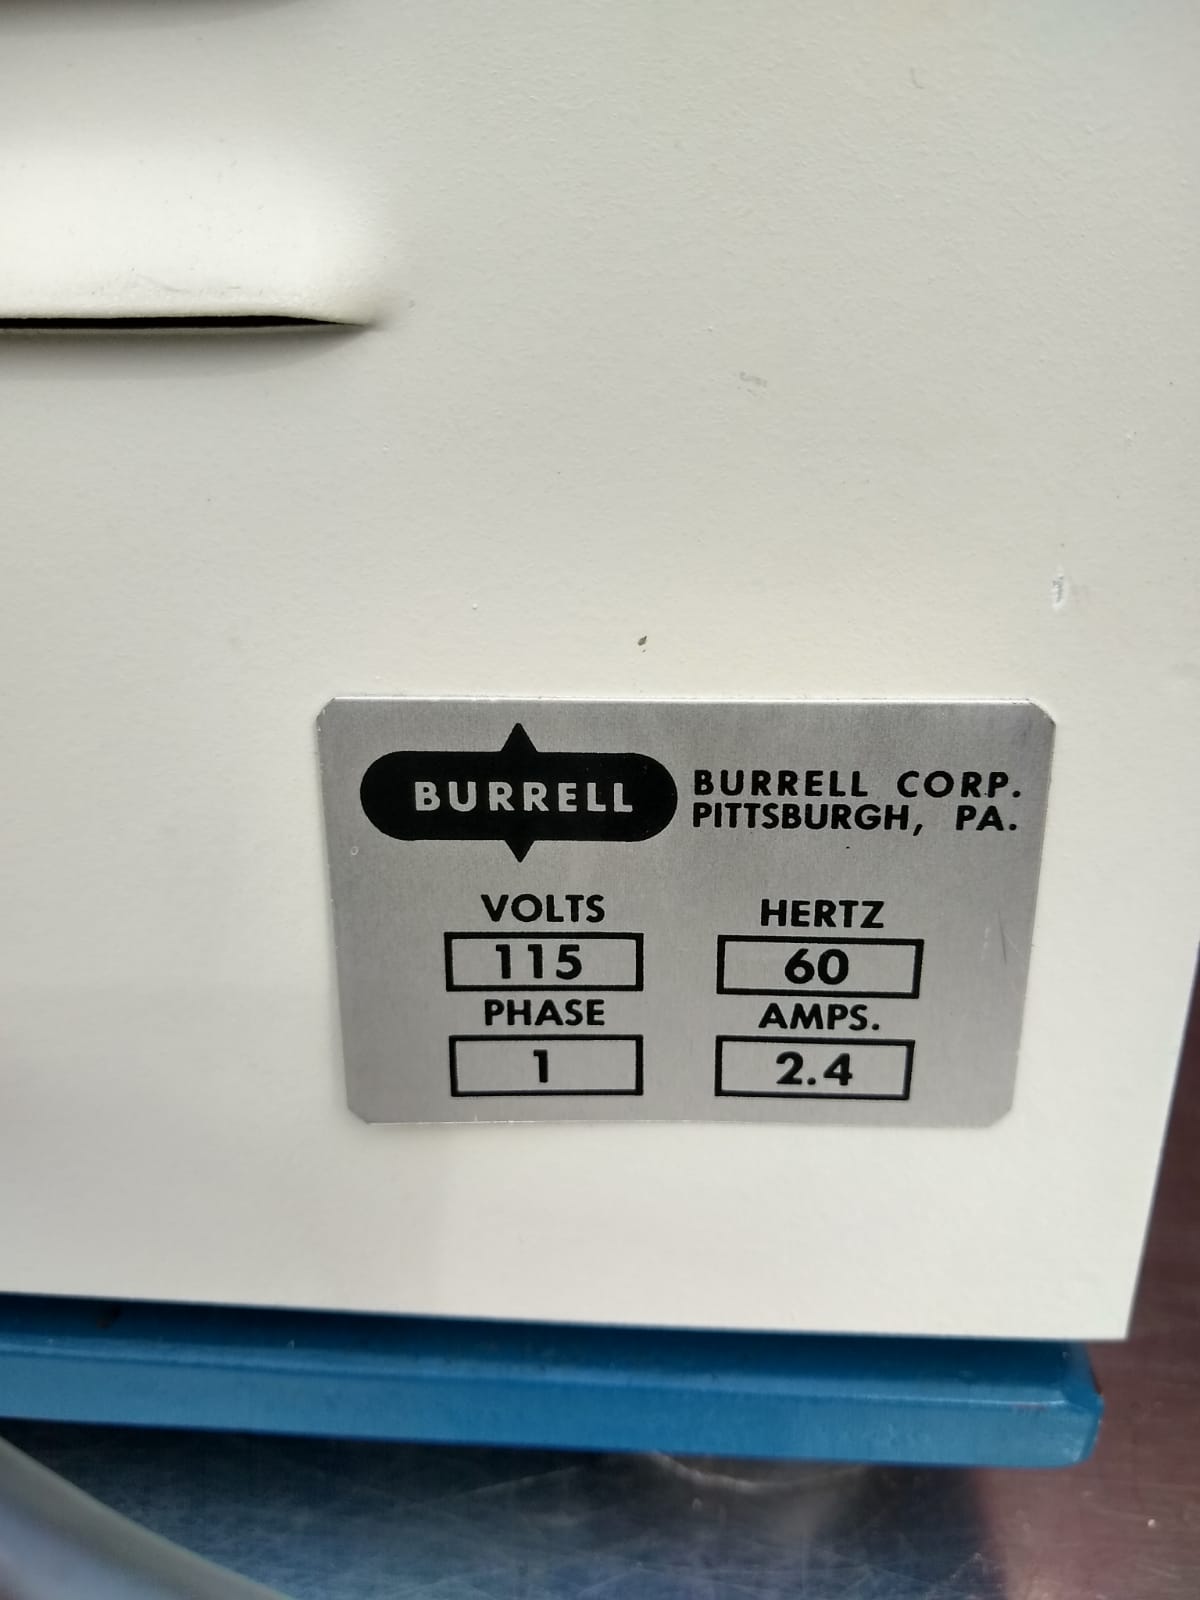 BURRELL
BURRELL CORP.
PITTSBURGH, PA.
VOLTS
115
HERTZ
60
PHASE
1
AMPS.
2.4